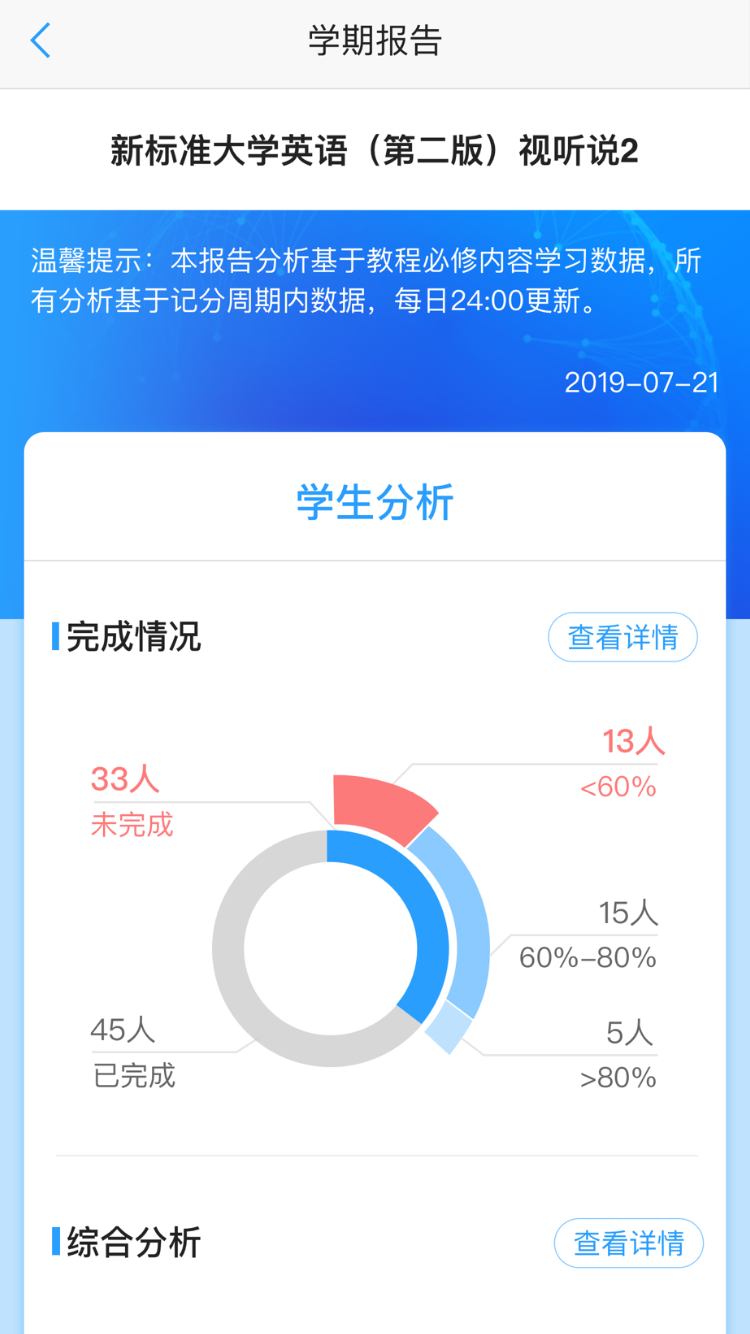 学期报告
新标准大学英语（第二版）视听说2
温馨提示：本报告分析基于教程必修内容学习数据，所
有分析基于记分周期内数据，每日24:00更新。
2019-07-21
学生分析
完成情况
查看详情
13人
<60%
33人
未完成
15人
60%-80%
45人
已完成
5人
>80%
综合分析
查看详情